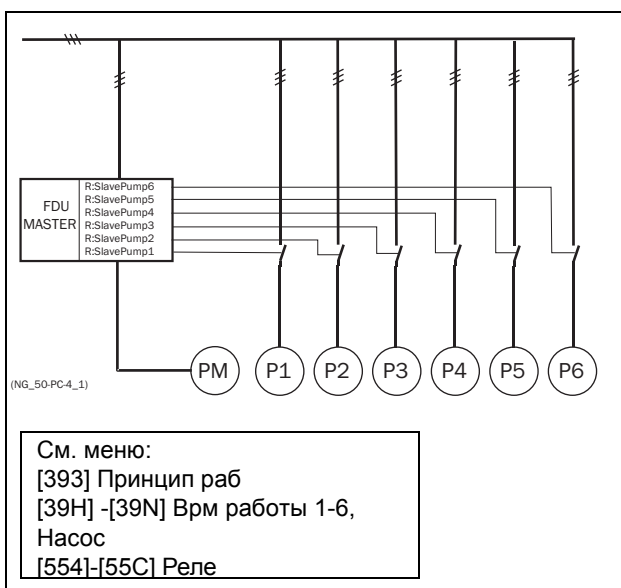 FDU
MASTER
R:SlavePump6
R:SlavePump5
R:SlavePump4
R:SlavePump3
R:SlavePump2
R:SlavePump1
PM
P1
P2
P3
P4
P5
P6
(NG_50-PC-4_1)
См. меню:
[393] Принцип раб
[39H] -[39N] Врм работы 1-6,
Насос
[554]-[55C] Реле